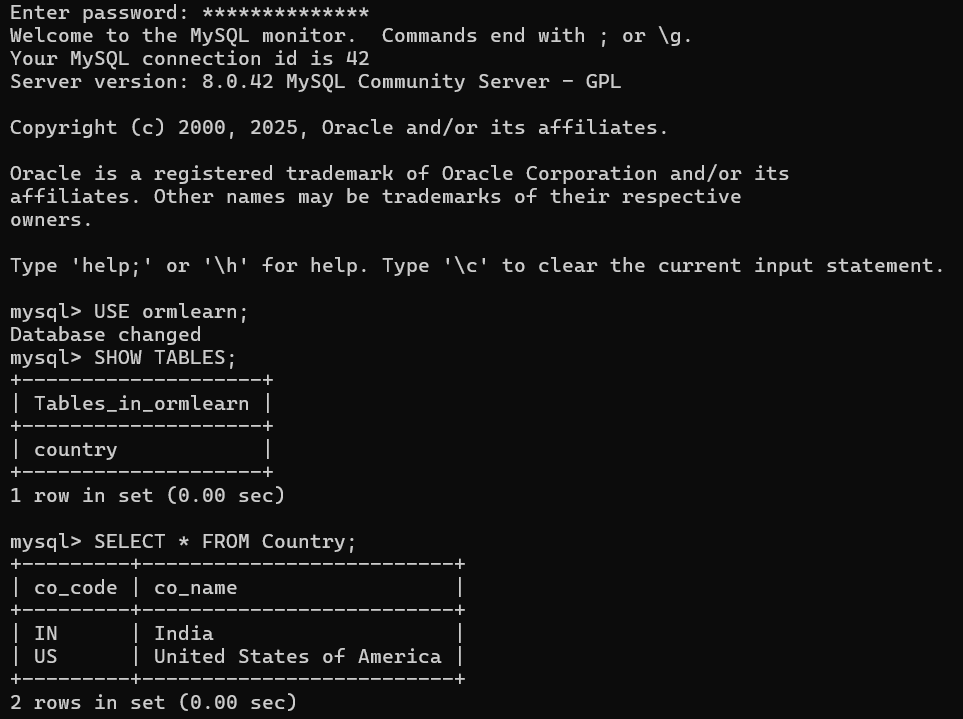 Enter password: **************
Welcome to the MySQL monitor.  Commands end with ; or \g.
Your MySQL connection id is 42
Server version: 8.0.42 MySQL Community Server - GPL

Copyright (c) 2000, 2025, Oracle and/or its affiliates.

Oracle is a registered trademark of Oracle Corporation and/or its
affiliates. Other names may be trademarks of their respective
owners.

Type 'help;' or '\h' for help. Type '\c' to clear the current input statement.

mysql> USE ormlearn;
Database changed
mysql> SHOW TABLES;
+--------------------+
| Tables_in_ormlearn |
+--------------------+
| country            |
+--------------------+
1 row in set (0.00 sec)

mysql> SELECT * FROM Country;
+---------+--------------------------+
| co_code | co_name                  |
+---------+--------------------------+
| IN      | India                    |
| US      | United States of America |
+---------+--------------------------+
2 rows in set (0.00 sec)